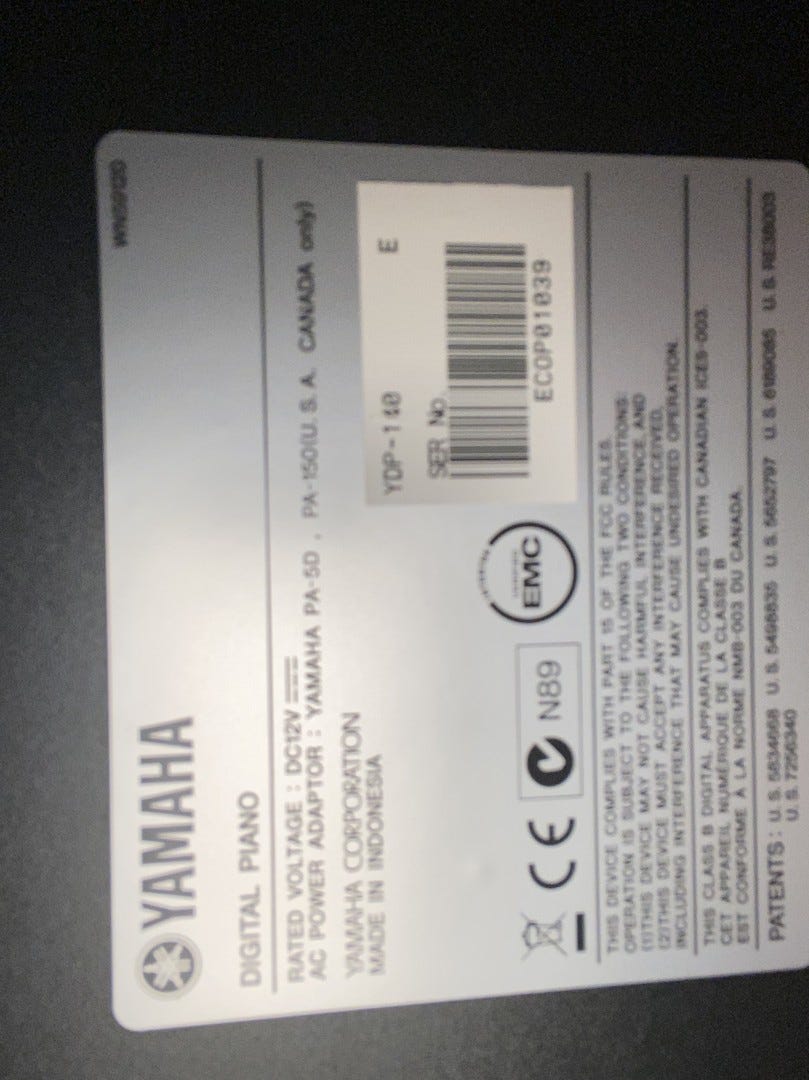 YAMAHA
DIGITAL PIANO
RATED VOLTAGE : DC12V
AC POWER ADAPTOR : YAMAHA PA-5D , PA-150(U. S. A. CANADA only)
YAMAHA CORPORATION
MADE IN INDONESIA
YDP-140 E
SER No.
ECOP01039
CE
N89
EMC
THIS DEVICE COMPLIES WITH PART 15 OF THE FCC RULES.
OPERATION IS SUBJECT TO THE FOLLOWING TWO CONDITIONS:
(1)THIS DEVICE MAY NOT CAUSE HARMFUL INTERFERENCE, AND
(2)THIS DEVICE MUST ACCEPT ANY INTERFERENCE RECEIVED,
INCLUDING INTERFERENCE THAT MAY CAUSE UNDESIRED OPERATION.
THIS CLASS B DIGITAL APPARATUS COMPLIES WITH CANADIAN ICES-003.
CET APPAREIL NUMÉRIQUE DE LA CLASSE B
EST CONFORME À LA NORME NMB-003 DU CANADA.
PATENTS : U. S. 5634658 U. S. 5498835 U. S. 5662797 U. S. 6189085 U. S. RE38003
U. S. 7256340